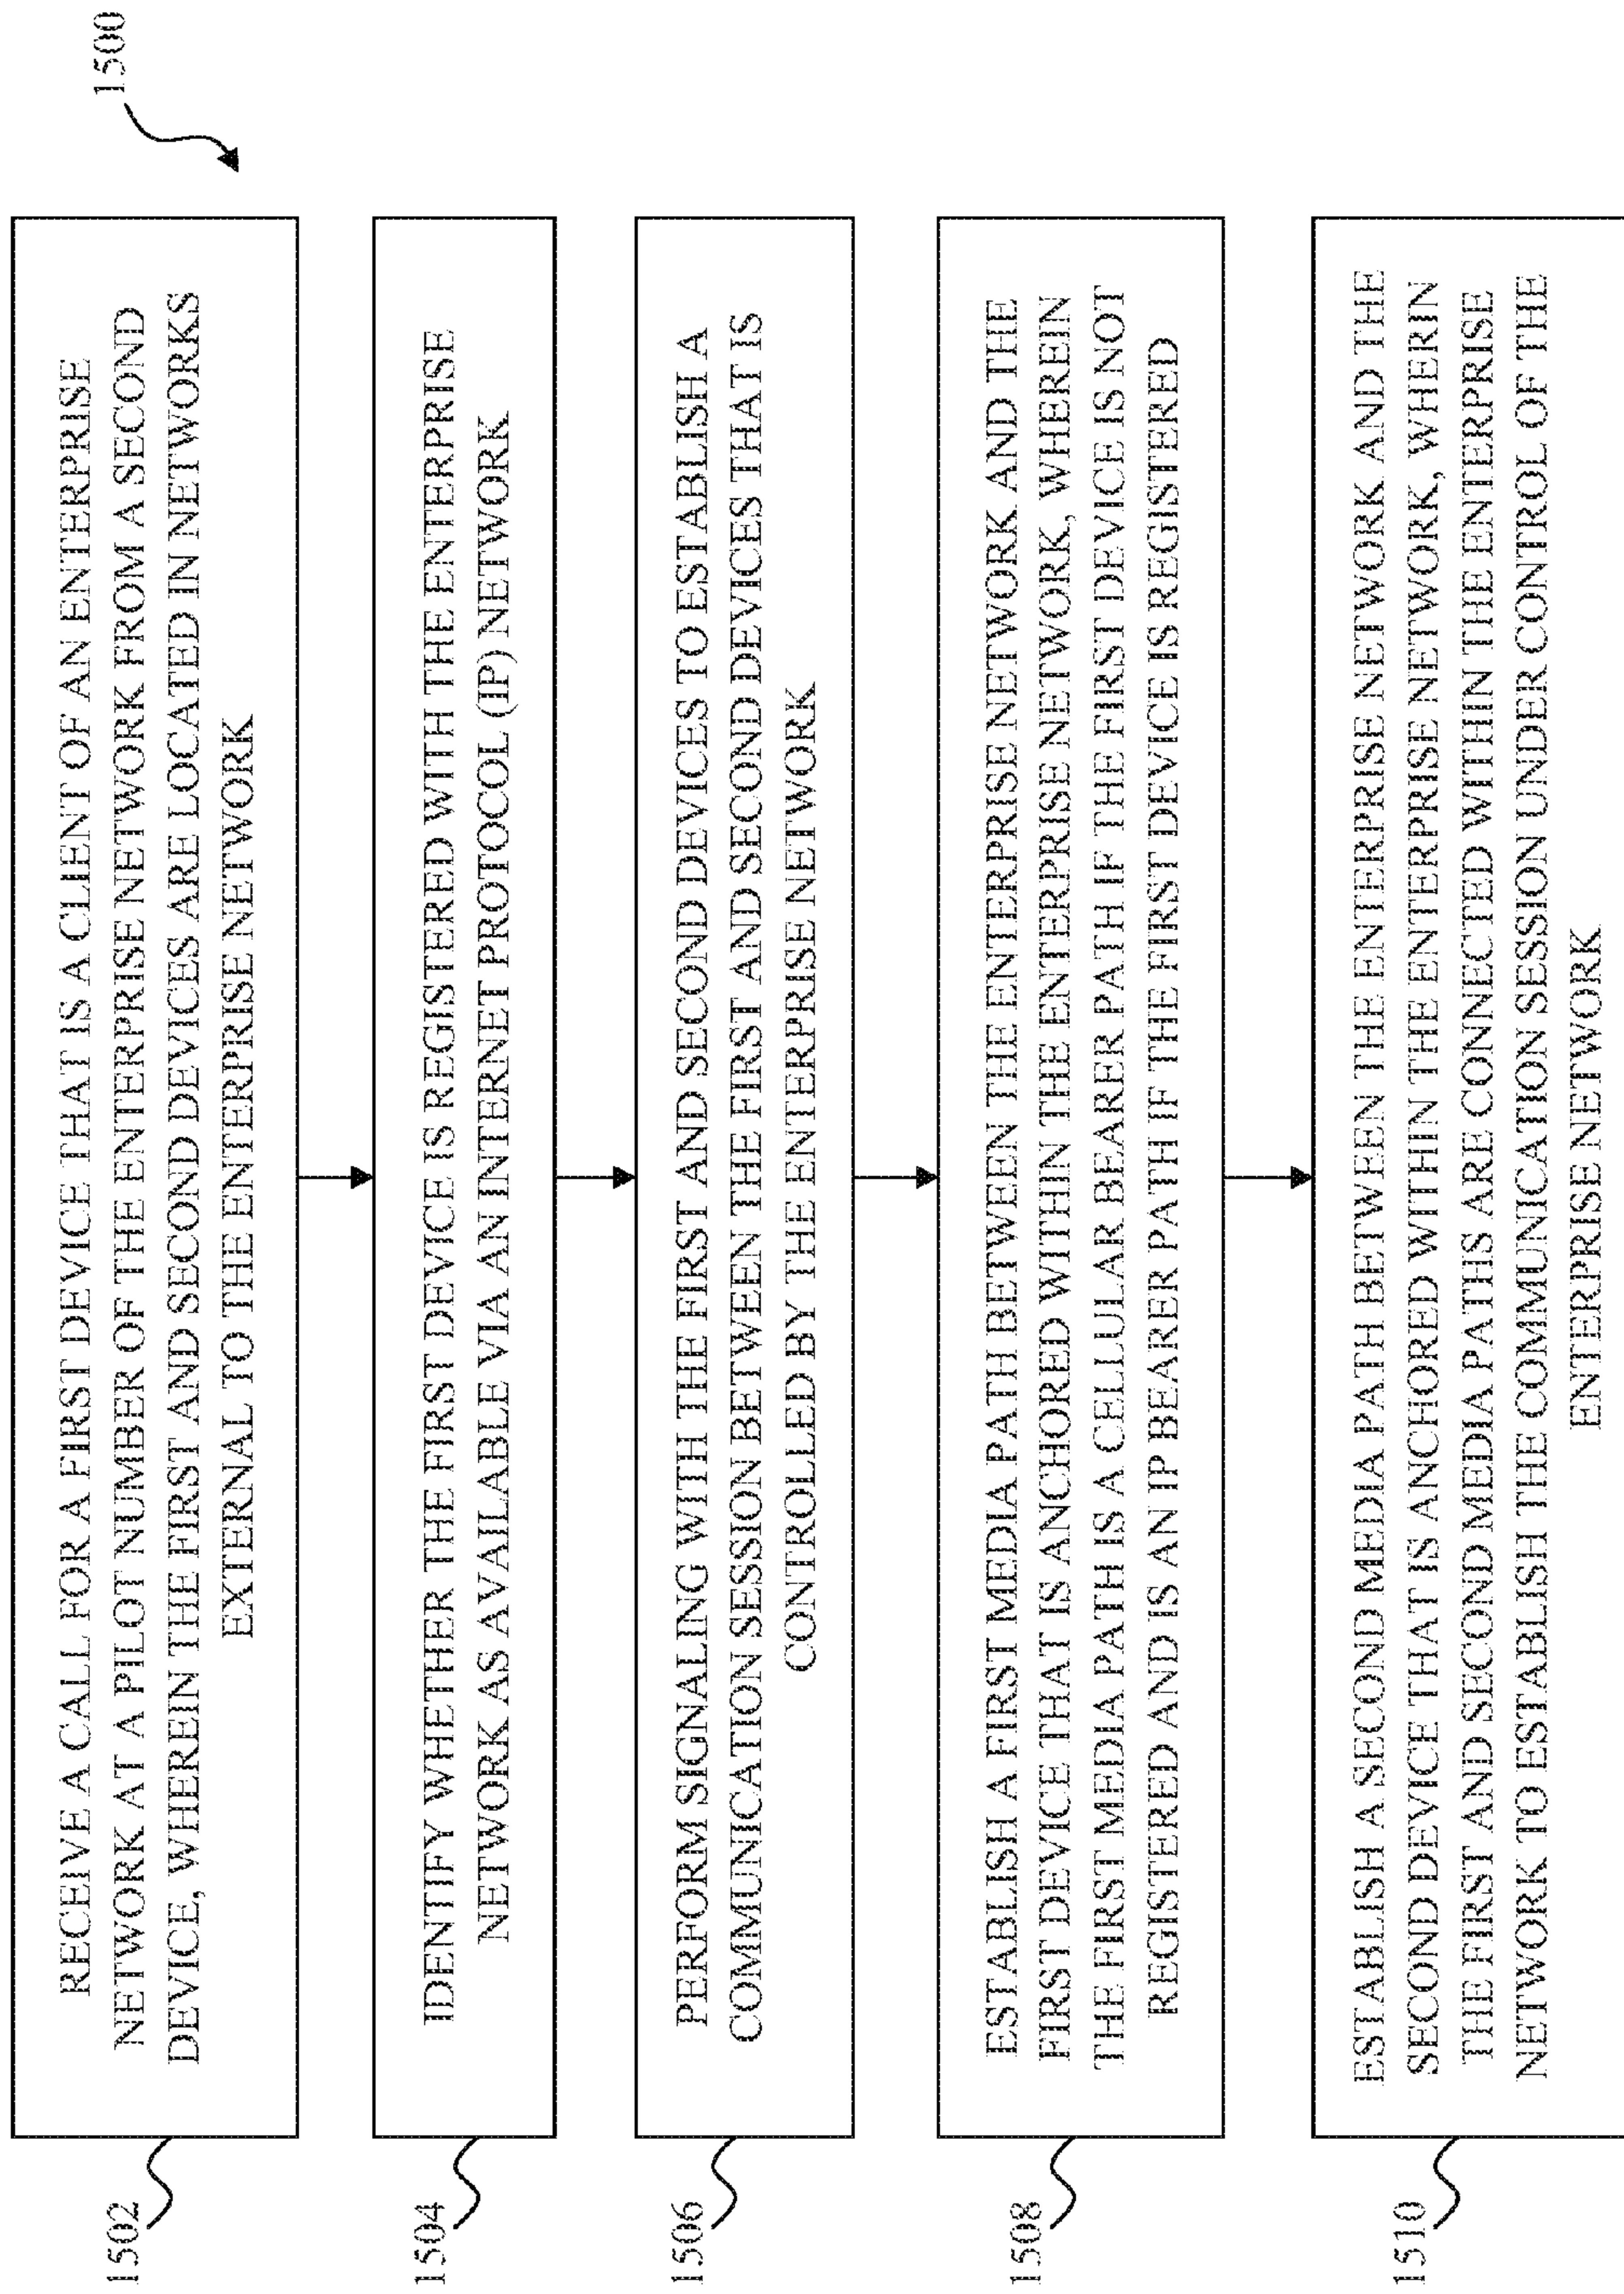 1500
1502
RECEIVE A CALL FOR A FIRST DEVICE THAT IS A CLIENT OF AN ENTERPRISE
NETWORK AT A PILOT NUMBER OF THE ENTERPRISE NETWORK FROM A SECOND
DEVICE, WHEREIN THE FIRST AND SECOND DEVICES ARE LOCATED IN NETWORKS
EXTERNAL TO THE ENTERPRISE NETWORK
1504
IDENTIFY WHETHER THE FIRST DEVICE IS REGISTERED WITH THE ENTERPRISE
NETWORK AS AVAILABLE VIA AN INTERNET PROTOCOL (IP) NETWORK
1506
PERFORM SIGNALING WITH THE FIRST AND SECOND DEVICES TO ESTABLISH A
COMMUNICATION SESSION BETWEEN THE FIRST AND SECOND DEVICES THAT IS
CONTROLLED BY THE ENTERPRISE NETWORK
1508
ESTABLISH A FIRST MEDIA PATH BETWEEN THE ENTERPRISE NETWORK AND THE
FIRST DEVICE THAT IS ANCHORED WITHIN THE ENTERPRISE NETWORK, WHEREIN
THE FIRST MEDIA PATH IS A CELLULAR BEARER PATH IF THE FIRST DEVICE IS NOT
REGISTERED AND IS AN IP BEARER PATH IF THE FIRST DEVICE IS REGISTERED
1510
ESTABLISH A SECOND MEDIA PATH BETWEEN THE ENTERPRISE NETWORK AND THE
SECOND DEVICE THAT IS ANCHORED WITHIN THE ENTERPRISE NETWORK, WHERIN
THE FIRST AND SECOND MEDIA PATHS ARE CONNECTED WITHIN THE ENTERPRISE
NETWORK TO ESTABLISH THE COMMUNICATION SESSION UNDER CONTROL OF THE
ENTERPRISE NETWORK